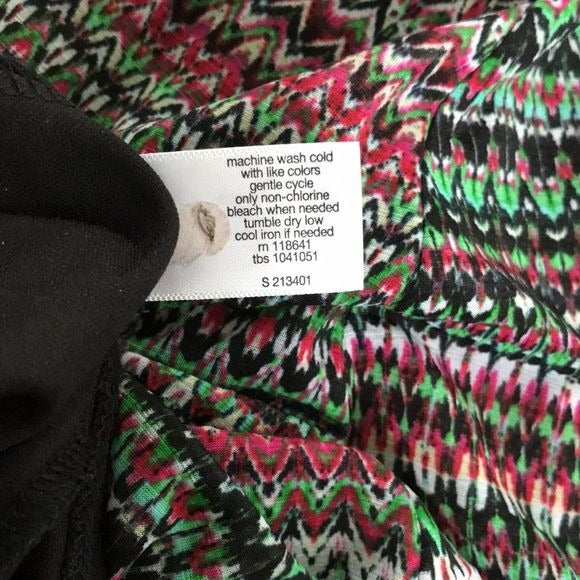 machine wash cold
with like colors
gentle cycle
only non-chlorine
bleach when needed
tumble dry low
cool iron if needed
rn 118641
tbs 1041051
S 213401